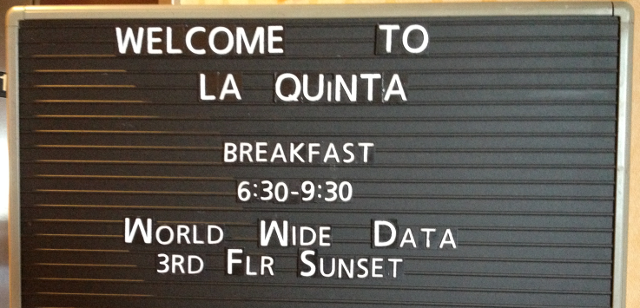 WELCOME TO
LA QUiNTA
BREAKFAST
6:30-9:30
WORLD WIDE DATA
3RD FLR SUNSET